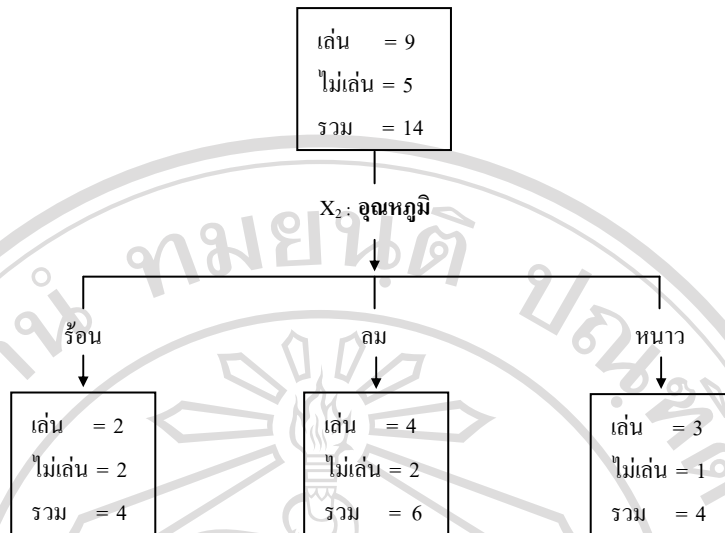 เล่น = 9
ไม่เล่น = 5
รวม = 14
X₂ : อุณหภูมิ
ร้อน
ลม
หนาว
เล่น = 2
ไม่เล่น = 2
รวม = 4
เล่น = 4
ไม่เล่น = 2
รวม = 6
เล่น = 3
ไม่เล่น = 1
รวม = 4